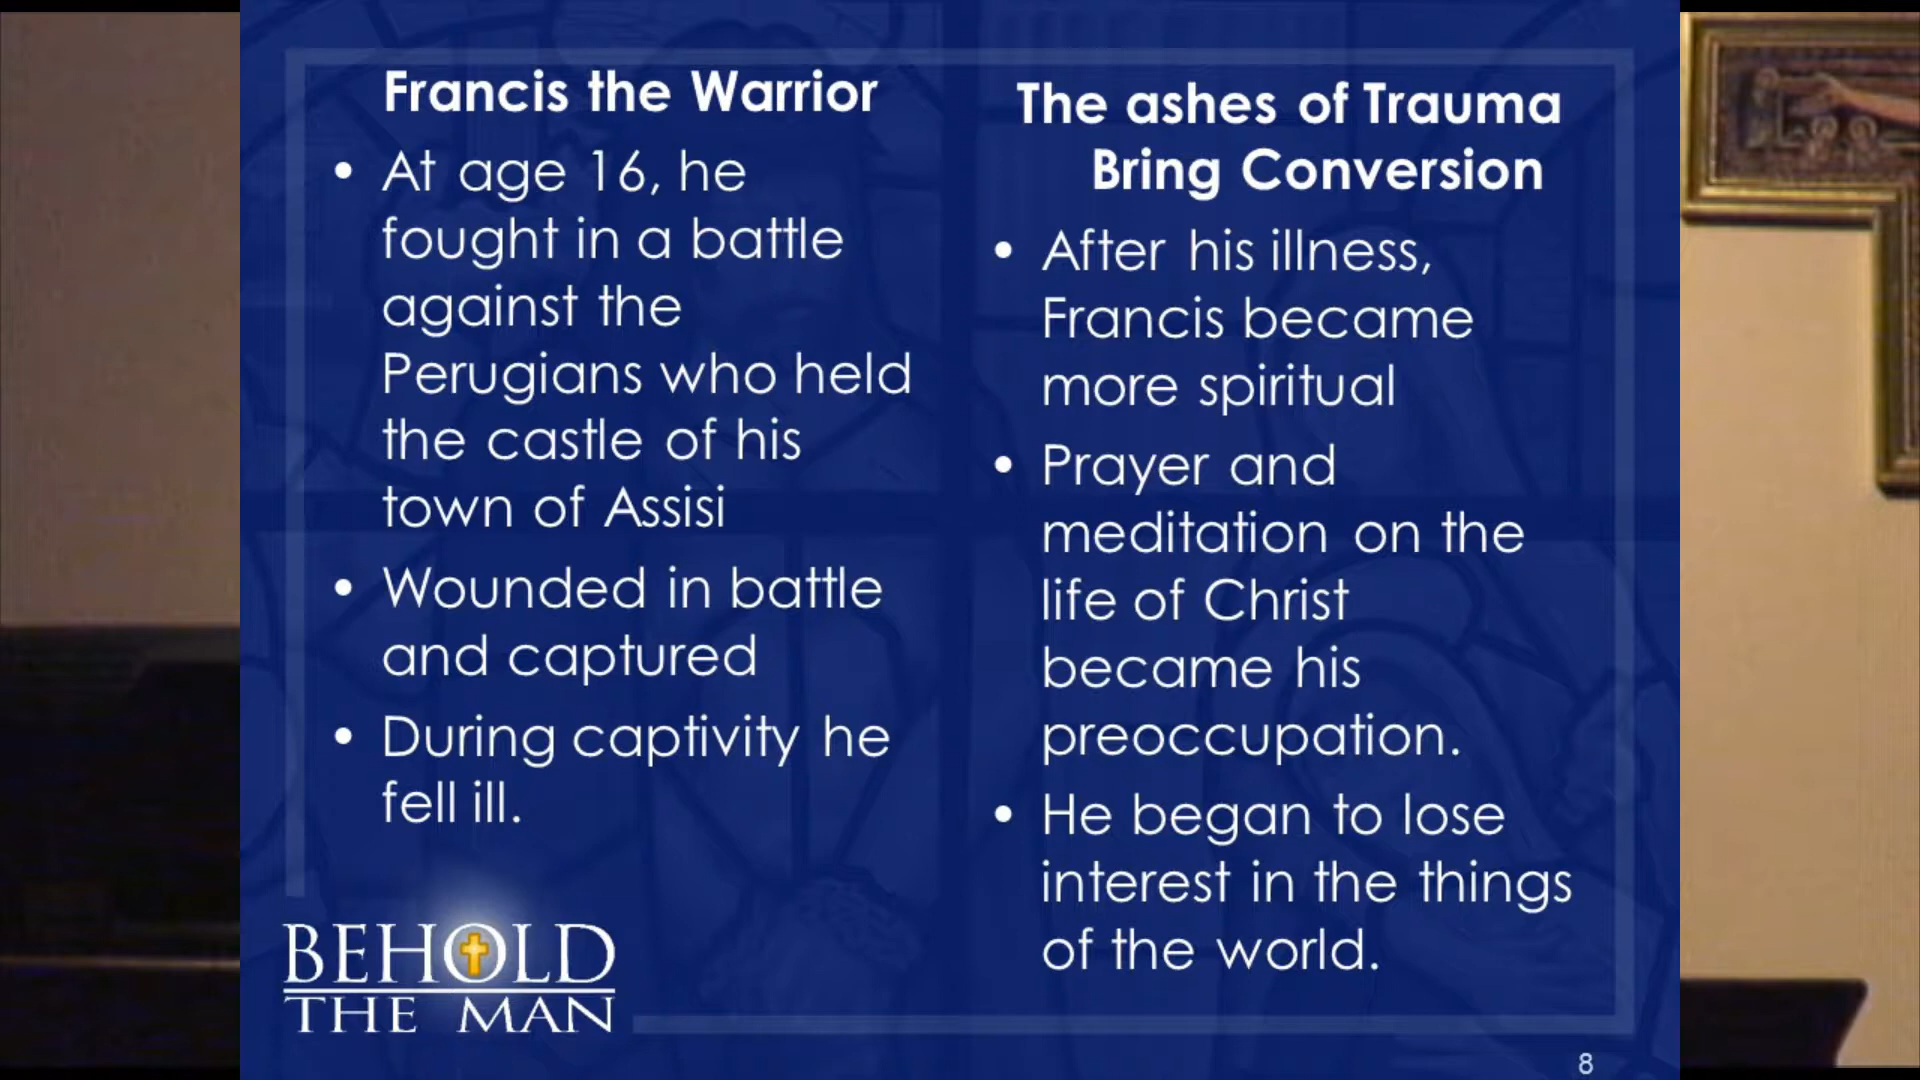 Francis the Warrior
• At age 16, he
fought in a battle
against the
Perugians who held
the castle of his
town of Assisi
• Wounded in battle
and captured
• During captivity he
fell ill.
The ashes of Trauma
Bring Conversion
• After his illness,
Francis became
more spiritual
• Prayer and
meditation on the
life of Christ
became his
preoccupation.
• He began to lose
interest in the things
of the world.
BEHOLD
THE MAN
8